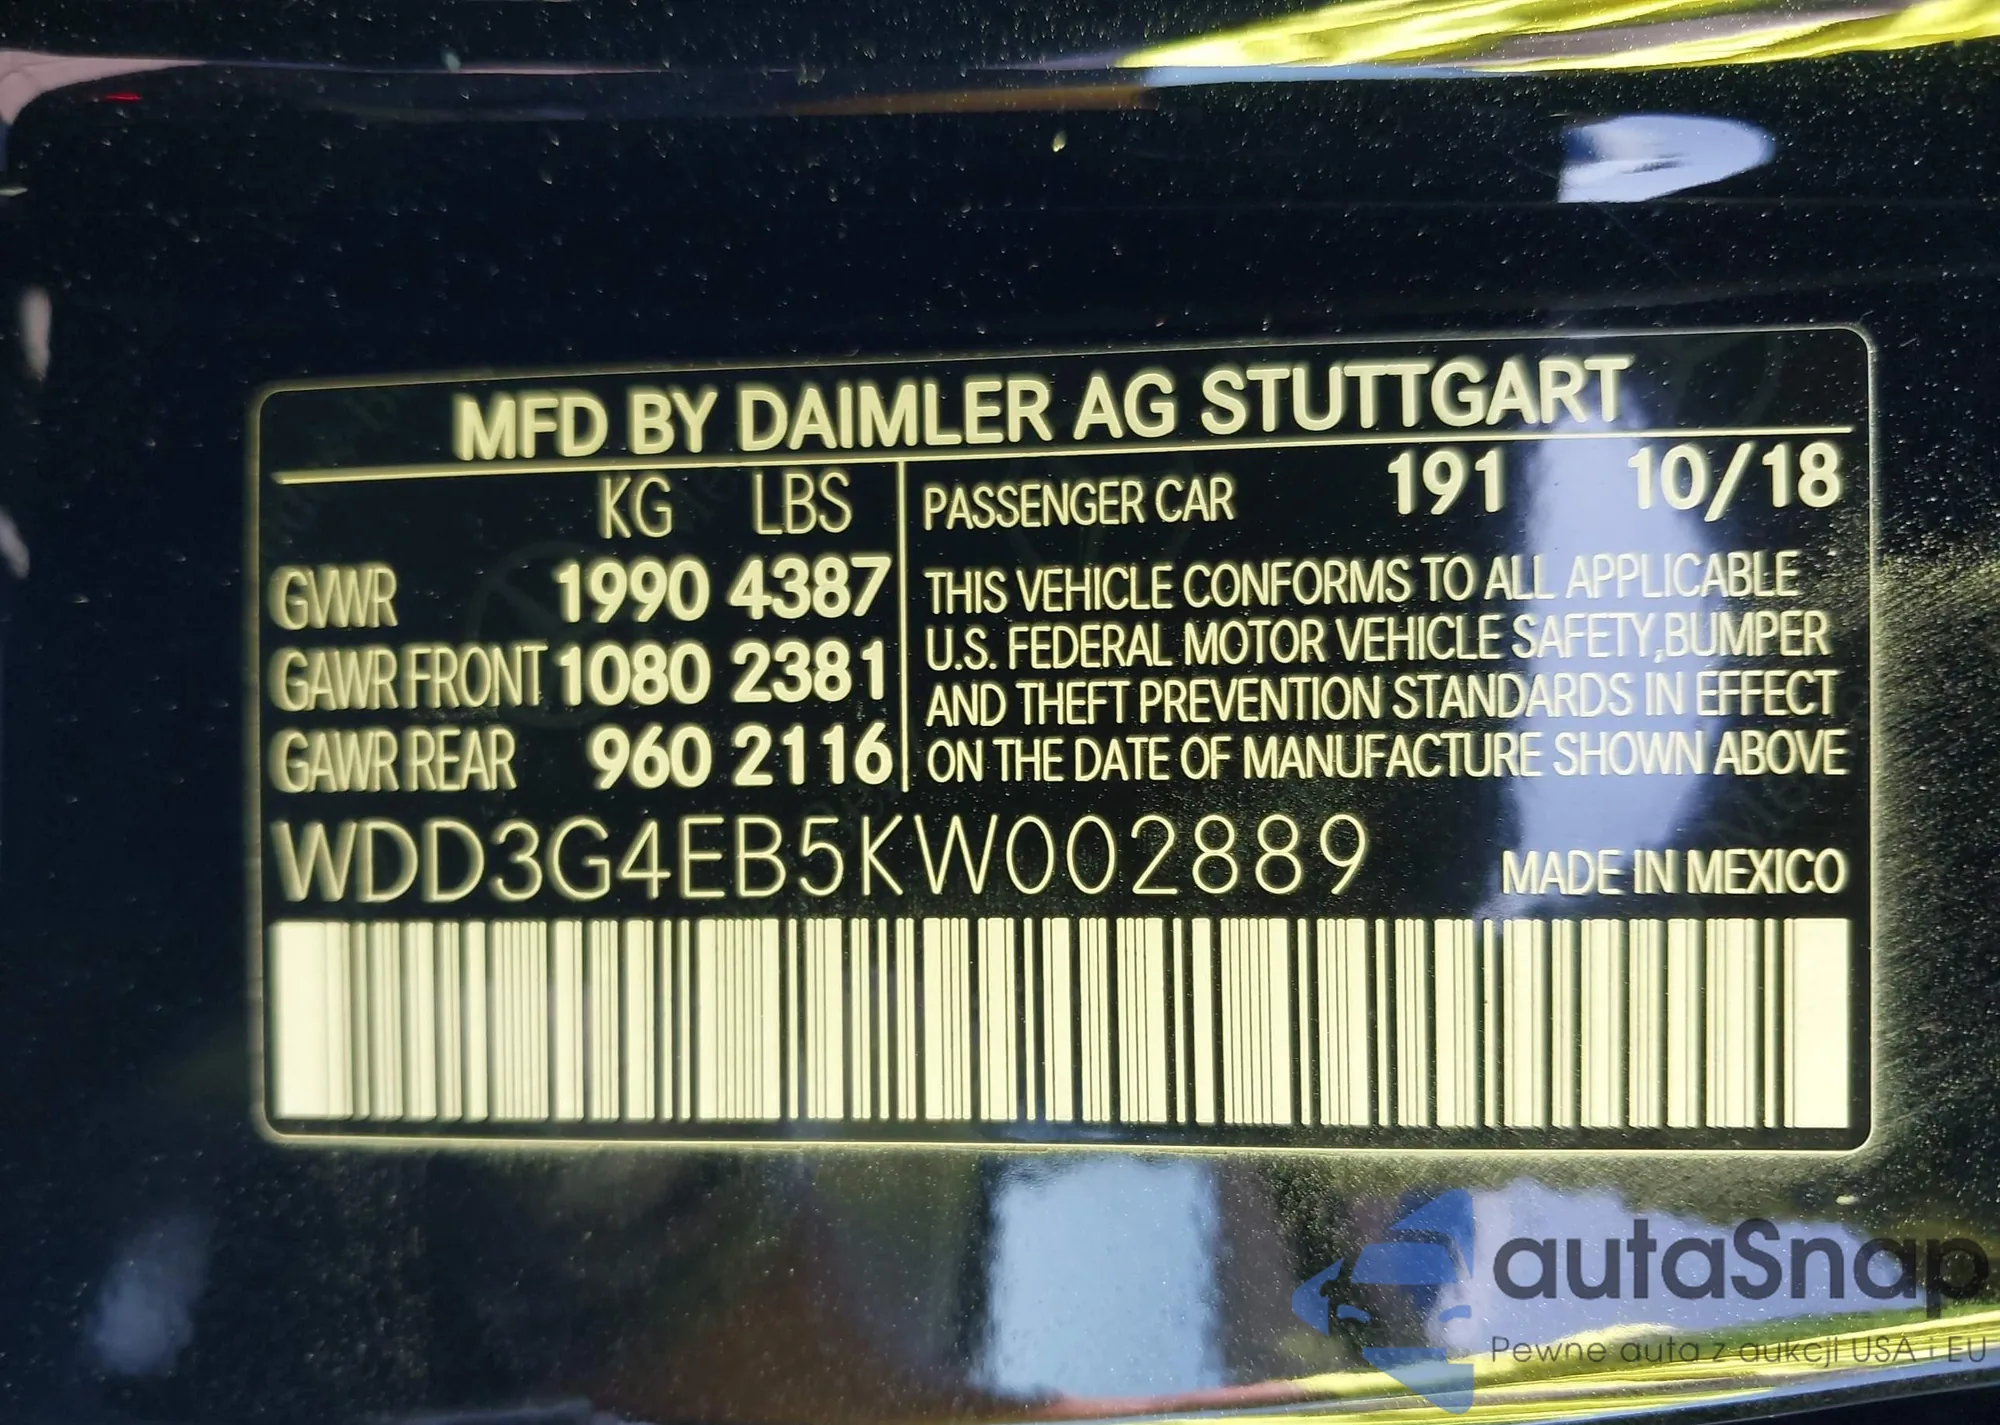 MFD BY DAIMLER AG STUTTGART
KG LBS
GVWR 1990 4387
GAWR FRONT 1080 2381
GAWR REAR 960 2116
PASSENGER CAR 191 10/18
THIS VEHICLE CONFORMS TO ALL APPLICABLE
U.S. FEDERAL MOTOR VEHICLE SAFETY,BUMPER
AND THEFT PREVENTION STANDARDS IN EFFECT
ON THE DATE OF MANUFACTURE SHOWN ABOVE
WDD3G4EB5KW002889
MADE IN MEXICO
autaSnap
Pewne auta z aukcji USA i EU